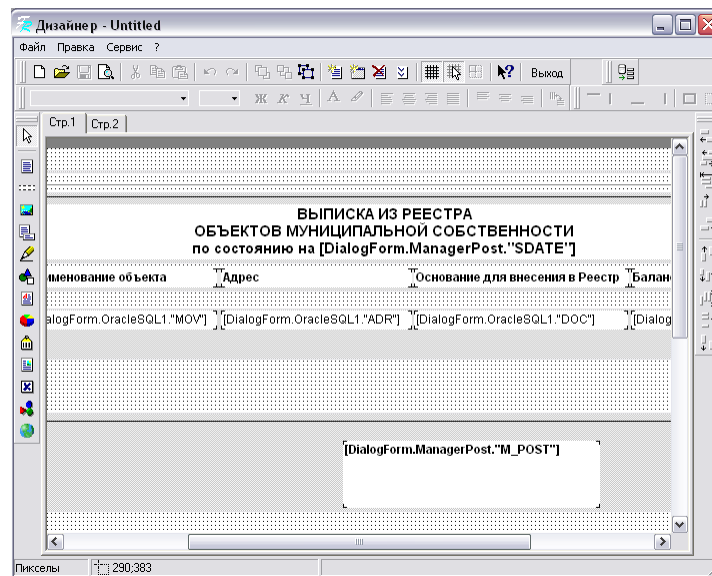 Дизайнер - Untitled
Файл Правка Сервис ?
Выход
Ж К Ч А
Стр.1 Стр.2
ВЫПИСКА ИЗ РЕЕСТРА
ОБЪЕКТОВ МУНИЦИПАЛЬНОЙ СОБСТВЕННОСТИ
по состоянию на [DialogForm.ManagerPost."SDATE"]
именование объекта Адрес Основание для внесения в Реестр Балан
alogForm.OracleSQL1."MOV"] [DialogForm.OracleSQL1."ADR"] [DialogForm.OracleSQL1."DOC"] [Dialog
[DialogForm.ManagerPost."M_POST"]
Пикселы 290;383